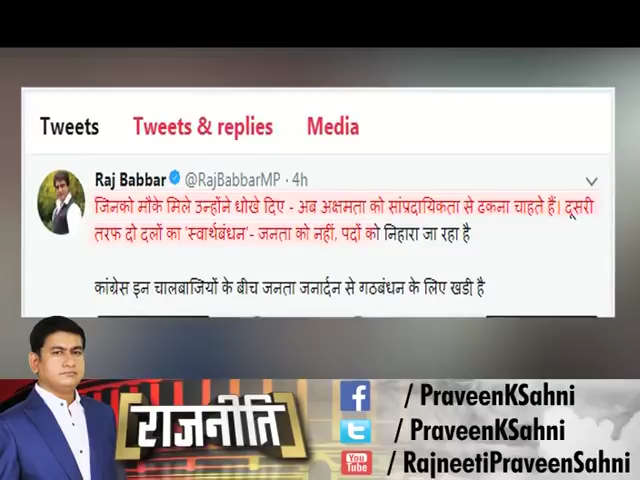 Tweets Tweets & replies Media
Raj Babbar @RajBabbarMP · 4h
जिनको मौके मिले उन्होंने धोखे दिए - अब अक्षमता को सांप्रदायिकता से ढकना चाहते हैं। दूसरी
तरफ दो दलों का 'स्वार्थबंधन'- जनता को नहीं, पदों को निहारा जा रहा है
कांग्रेस इन चालबाजियों के बीच जनता जनार्दन से गठबंधन के लिए खडी है
राजनीति
f / PraveenKSahni
/ PraveenKSahni
You Tube / RajneetiPraveenSahni